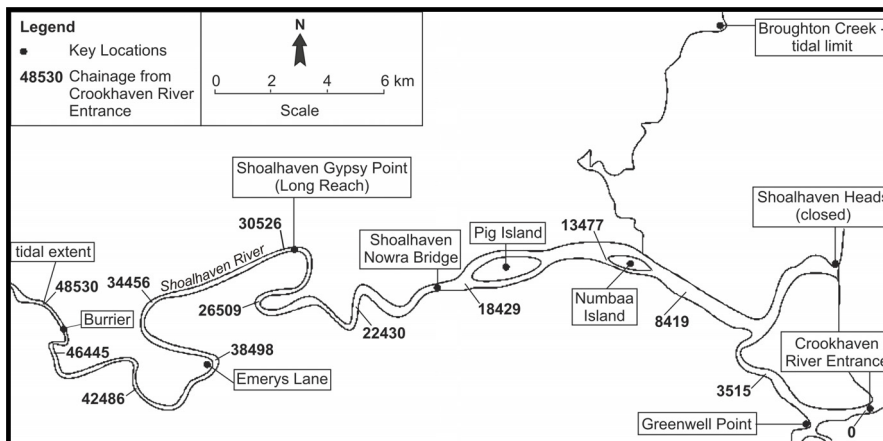 Legend
Key Locations
48530 Chainage from
Crookhaven River
Entrance
N
0 2 4 6 km
Scale
Broughton Creek -
tidal limit
Shoalhaven Gypsy Point
(Long Reach)
30526
Shoalhaven River
Shoalhaven
Nowra Bridge
Pig Island
13477
Shoalhaven Heads
(closed)
tidal extent
48530
34456
26509
22430
18429
Numbaa
Island
8419
Burrier
46445
38498
Emerys Lane
42486
Crookhaven
River Entrance
3515
Greenwell Point
0